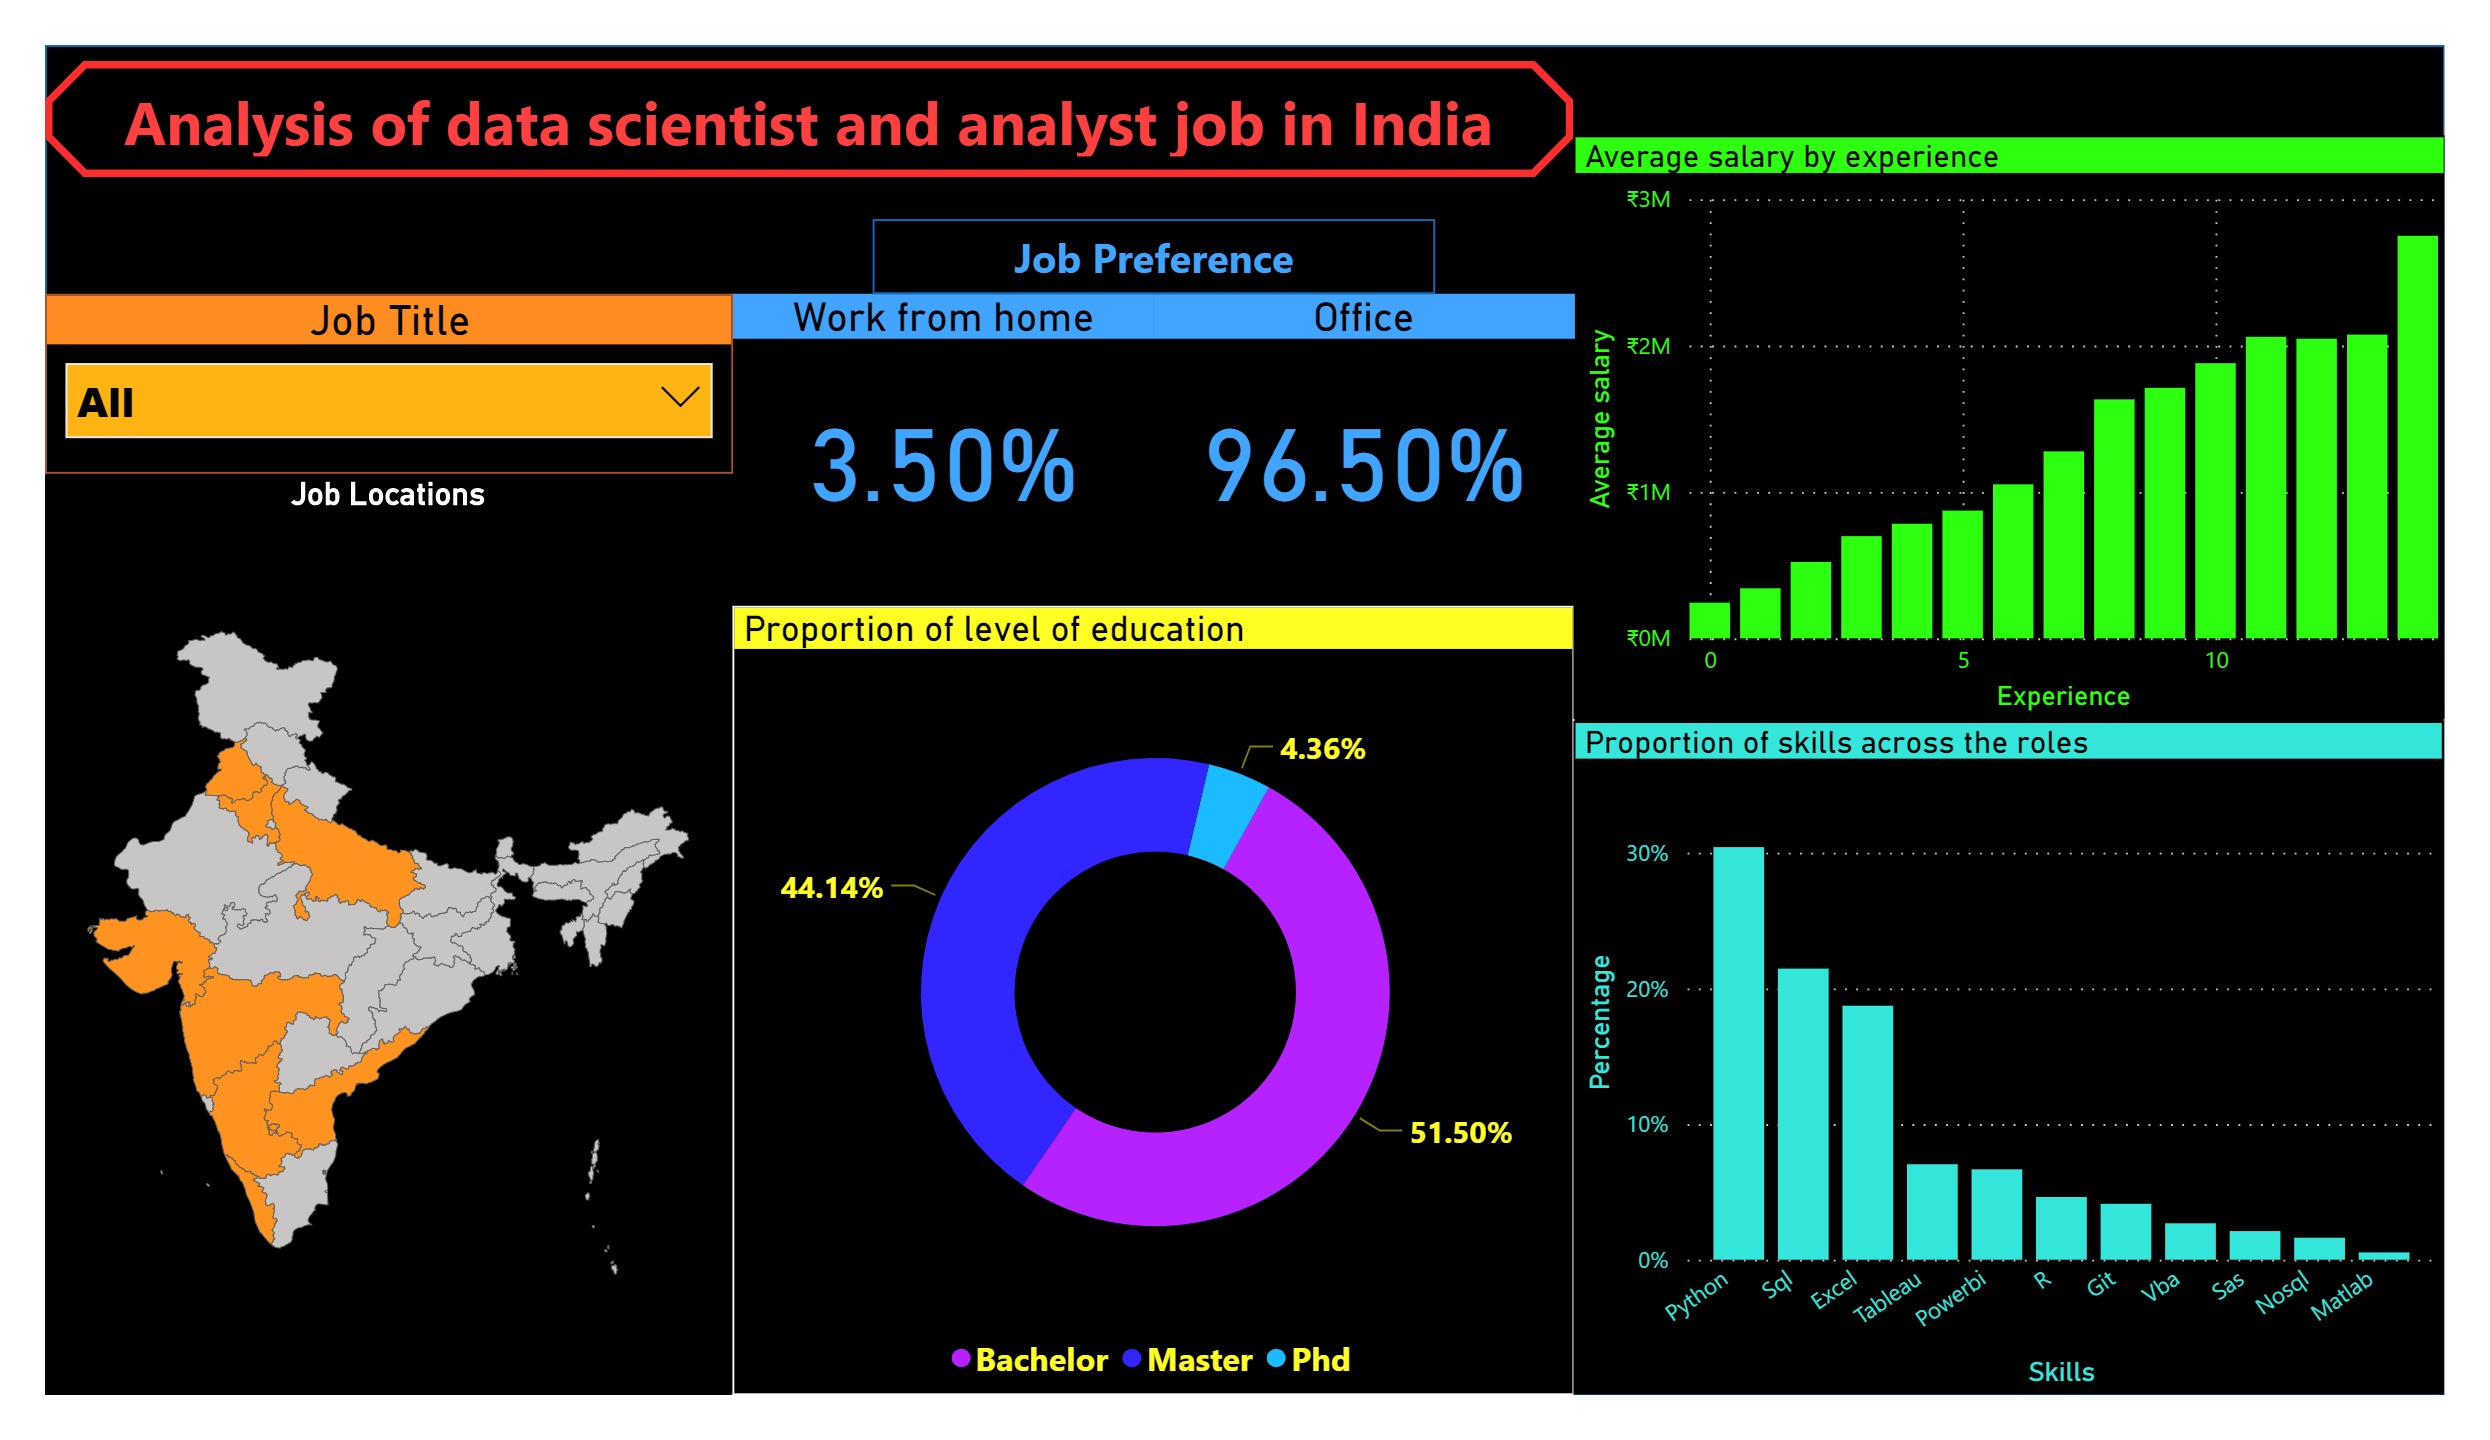 Analysis of data scientist and analyst job in India
Job Title
All
Job Locations
Job Preference
Work from home
Office
3.50%
96.50%
Proportion of level of education
4.36%
44.14%
51.50%
Bachelor
Master
Phd
Average salary by experience
Average salary
₹3M
₹2M
₹1M
₹0M
0
5
10
Experience
Proportion of skills across the roles
Percentage
30%
20%
10%
0%
Python
Sql
Excel
Tableau
Powerbi
R
Git
Vba
Sas
Nosql
Matlab
Skills